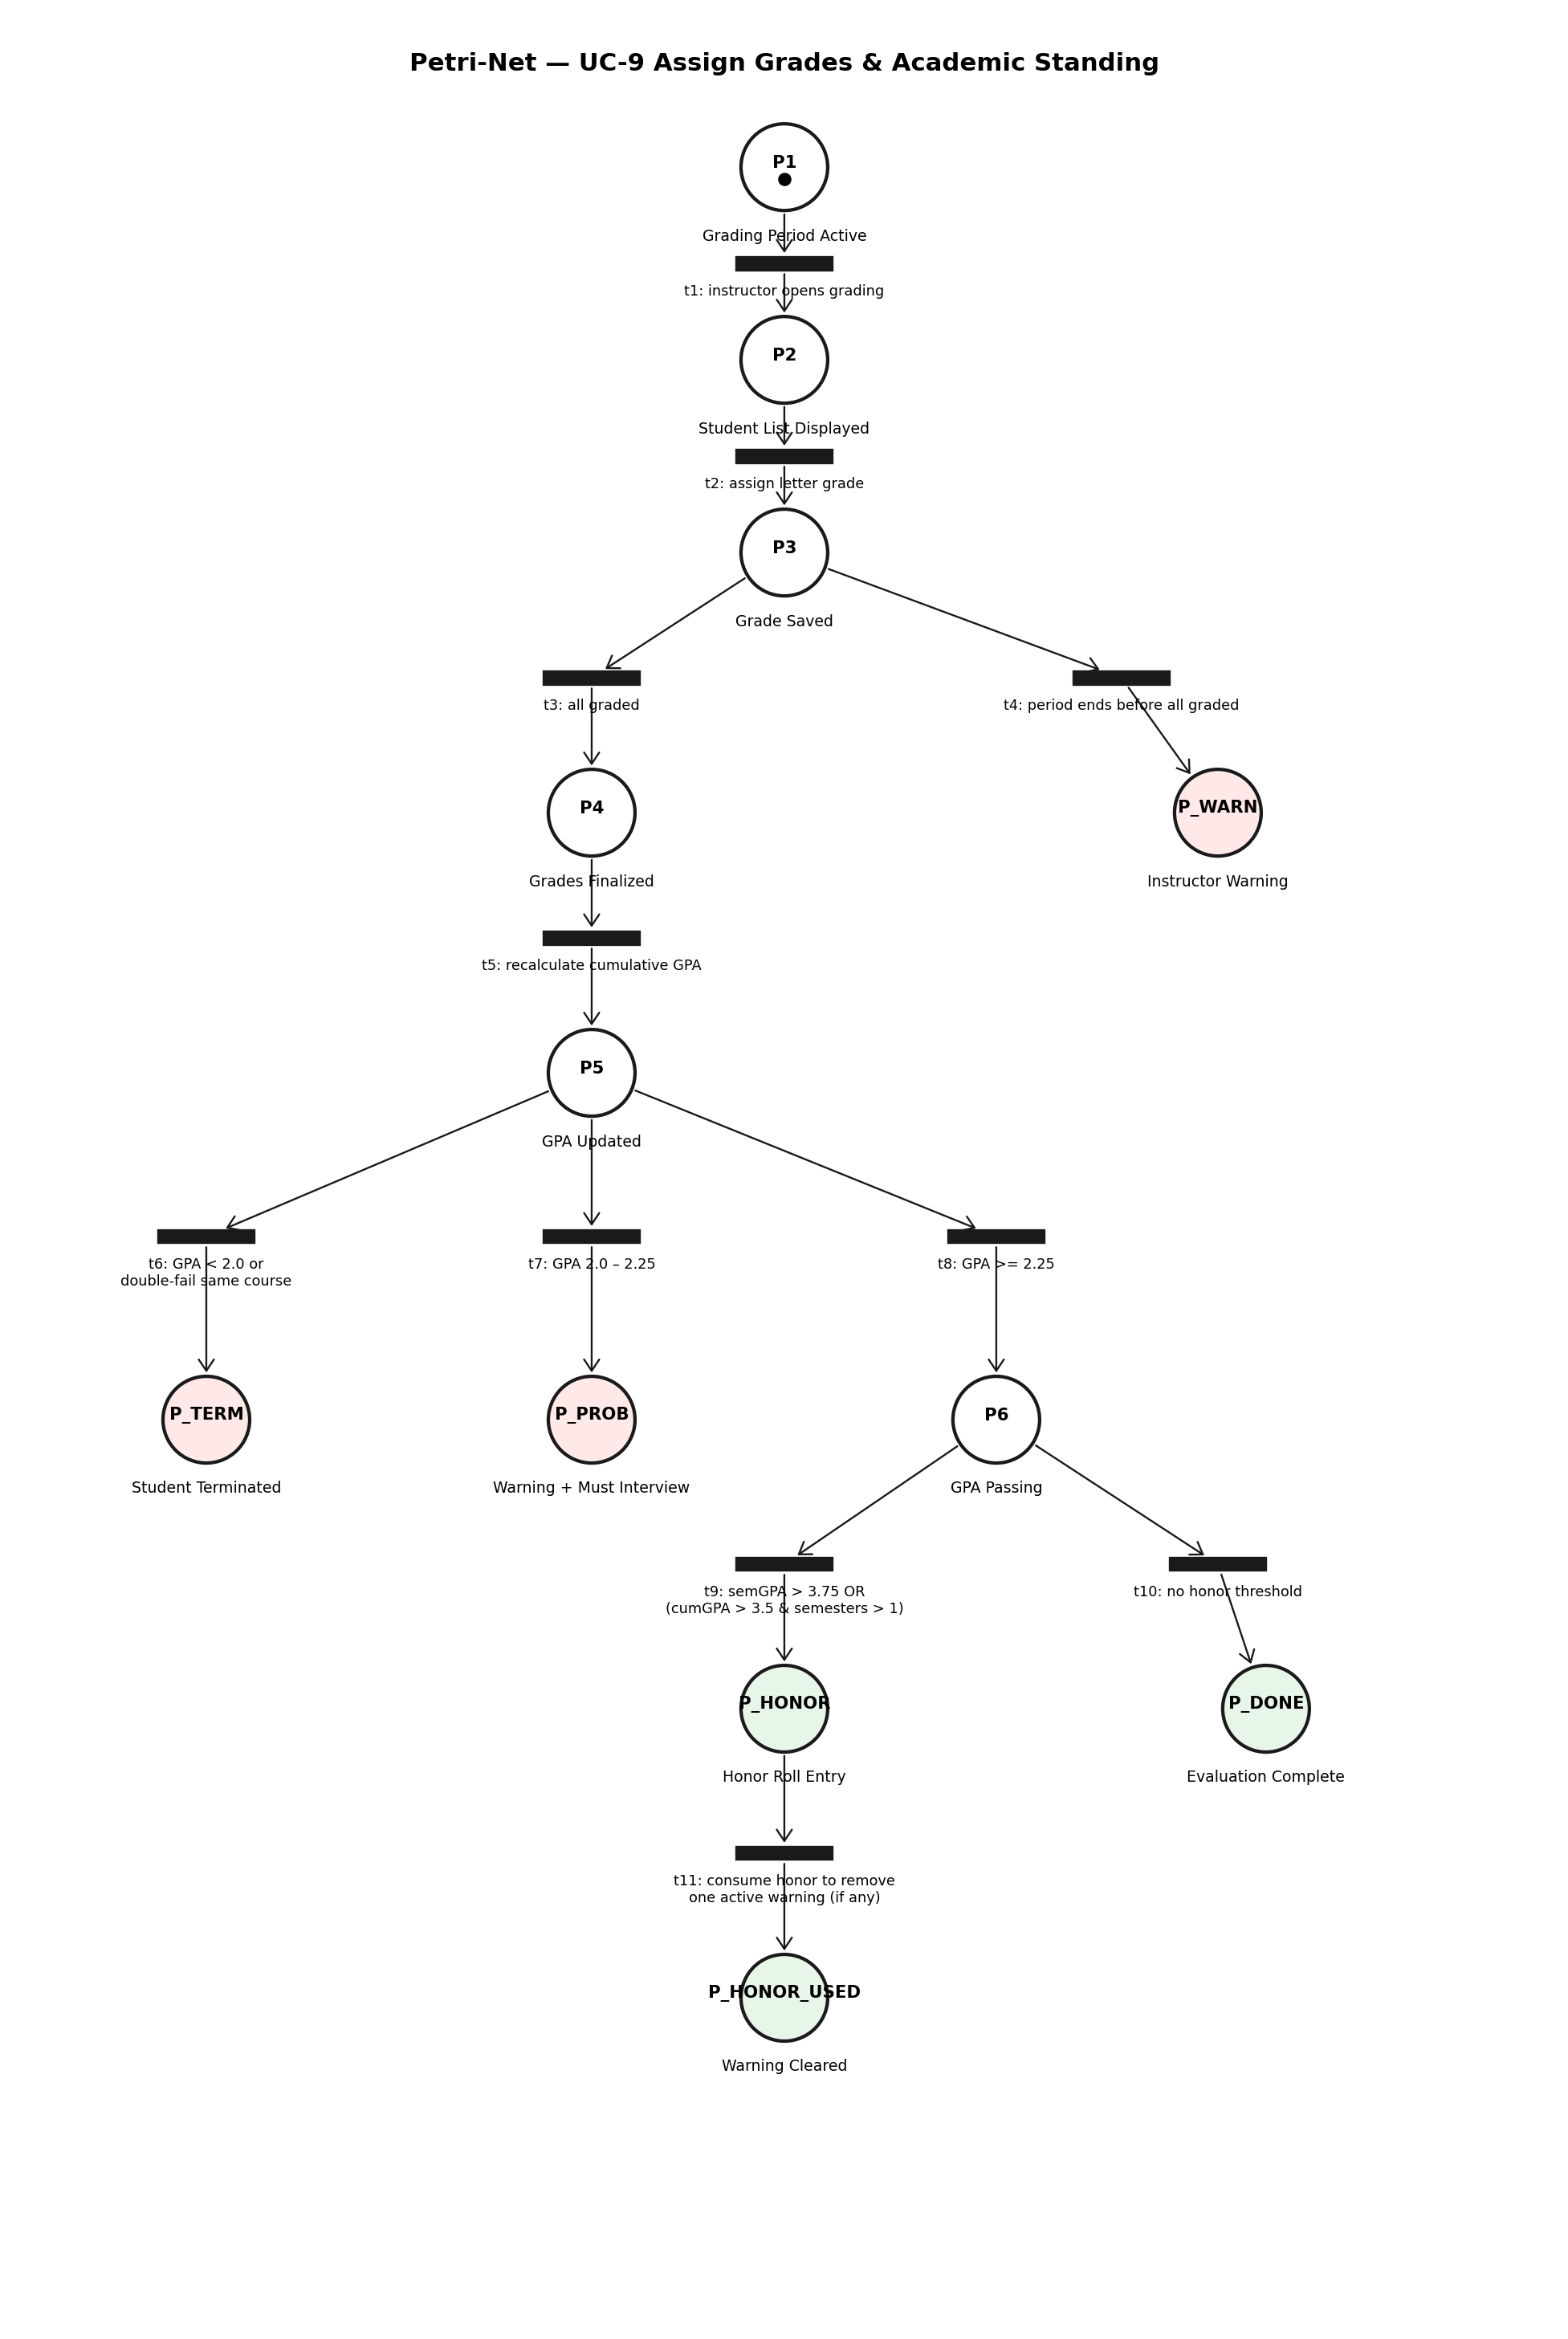 Petri-Net — UC-9 Assign Grades & Academic Standing
P1
Grading Period Active
t1: instructor opens grading
P2
Student List Displayed
t2: assign letter grade
P3
Grade Saved
t3: all graded
t4: period ends before all graded
P4
P_WARN
Grades Finalized
Instructor Warning
t5: recalculate cumulative GPA
P5
GPA Updated
t6: GPA < 2.0 or
double-fail same course
t7: GPA 2.0 – 2.25
t8: GPA >= 2.25
P_TERM
P_PROB
P6
Student Terminated
Warning + Must Interview
GPA Passing
t9: semGPA > 3.75 OR
(cumGPA > 3.5 & semesters > 1)
t10: no honor threshold
P_HONOR
P_DONE
Honor Roll Entry
Evaluation Complete
t11: consume honor to remove
one active warning (if any)
P_HONOR_USED
Warning Cleared